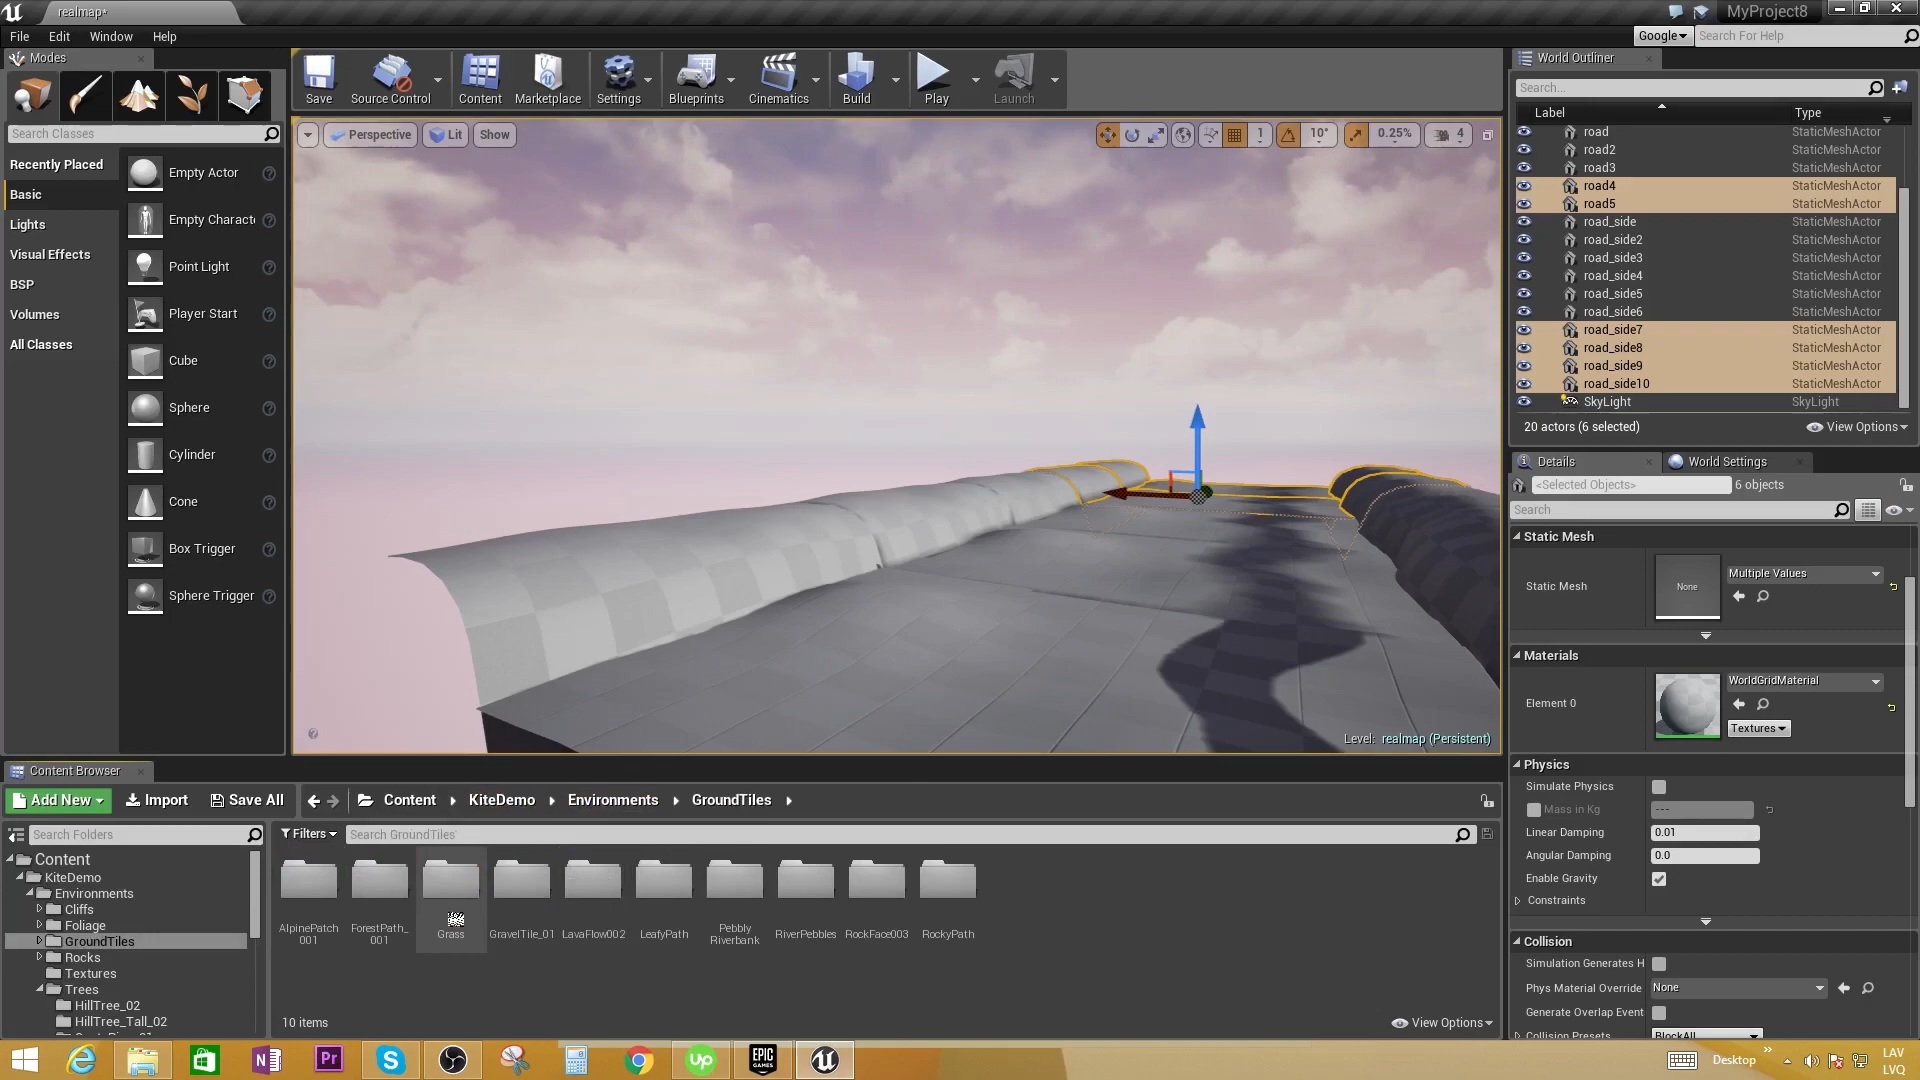 realmap*
MyProject8
File Edit Window Help
Google
Search For Help
Modes
Search Classes
Recently Placed
Basic
Lights
Visual Effects
BSP
Volumes
All Classes
Empty Actor
Empty Charact
Point Light
Player Start
Cube
Sphere
Cylinder
Cone
Box Trigger
Sphere Trigger
Save
Source Control
Content
Marketplace
Settings
Blueprints
Cinematics
Build
Play
Launch
Perspective
Lit
Show
1
10°
0.25%
4
Level: realmap (Persistent)
World Outliner
Search...
Label Type
road StaticMeshActor
road2 StaticMeshActor
road3 StaticMeshActor
road4 StaticMeshActor
road5 StaticMeshActor
road_side StaticMeshActor
road_side2 StaticMeshActor
road_side3 StaticMeshActor
road_side4 StaticMeshActor
road_side5 StaticMeshActor
road_side6 StaticMeshActor
road_side7 StaticMeshActor
road_side8 StaticMeshActor
road_side9 StaticMeshActor
road_side10 StaticMeshActor
SkyLight SkyLight
20 actors (6 selected)
View Options
Details
World Settings
<Selected Objects>
6 objects
Search
Static Mesh
Static Mesh
None
Multiple Values
Materials
Element 0
WorldGridMaterial
Textures
Physics
Simulate Physics
Mass in Kg ---
Linear Damping 0.01
Angular Damping 0.0
Enable Gravity
Constraints
Collision
Simulation Generates H
Phys Material Override None
Generate Overlap Event
Collision Presets BlockAll
Content Browser
Add New
Import
Save All
Content KiteDemo Environments GroundTiles
Search Folders
Filters
Search GroundTiles
Content
KiteDemo
Environments
Cliffs
Foliage
GroundTiles
Rocks
Textures
Trees
HillTree_02
HillTree_Tall_02
AlpinePatch
001
ForestPath_
001
Grass
GravelTile_01
LavaFlow002
LeafyPath
Pebbly
Riverbank
RiverPebbles
RockFace003
RockyPath
10 items
View Options
N
Pr
S
Up
EPIC
GAMES
Desktop
LAV
LVQ